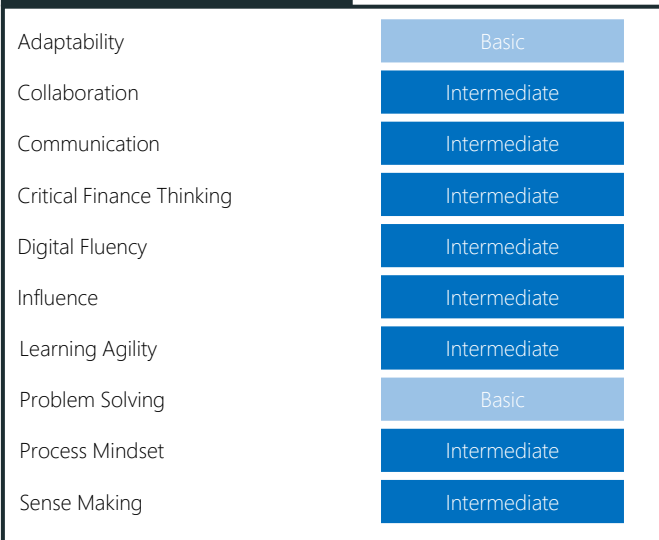 Adaptability Basic
Collaboration Intermediate
Communication Intermediate
Critical Finance Thinking Intermediate
Digital Fluency Intermediate
Influence Intermediate
Learning Agility Intermediate
Problem Solving Basic
Process Mindset Intermediate
Sense Making Intermediate